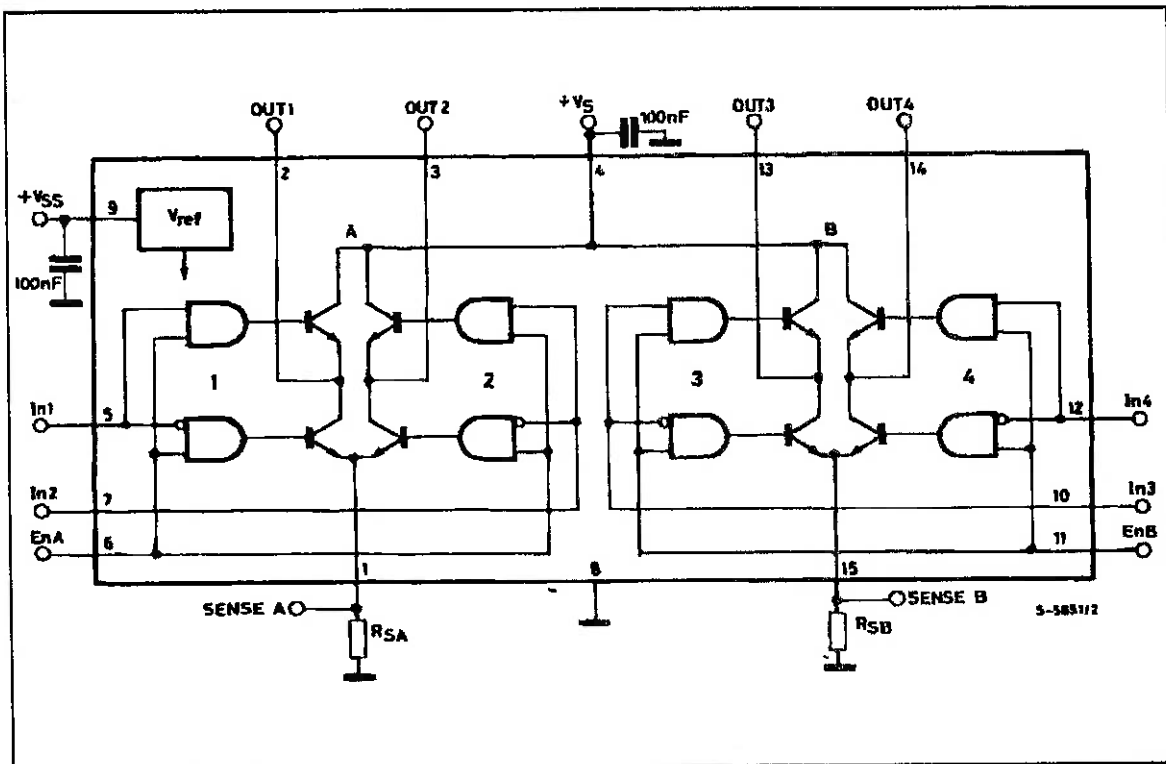 OUT1
OUT2
+VS
100nF
OUT3
OUT4
2
3
4
13
14
+VSS
9
Vref
A
B
100nF
1
2
3
4
In1
5
12
In4
In2
7
10
In3
EnA
6
11
EnB
1
8
15
SENSE A
SENSE B
S-5851/2
RSA
RSB